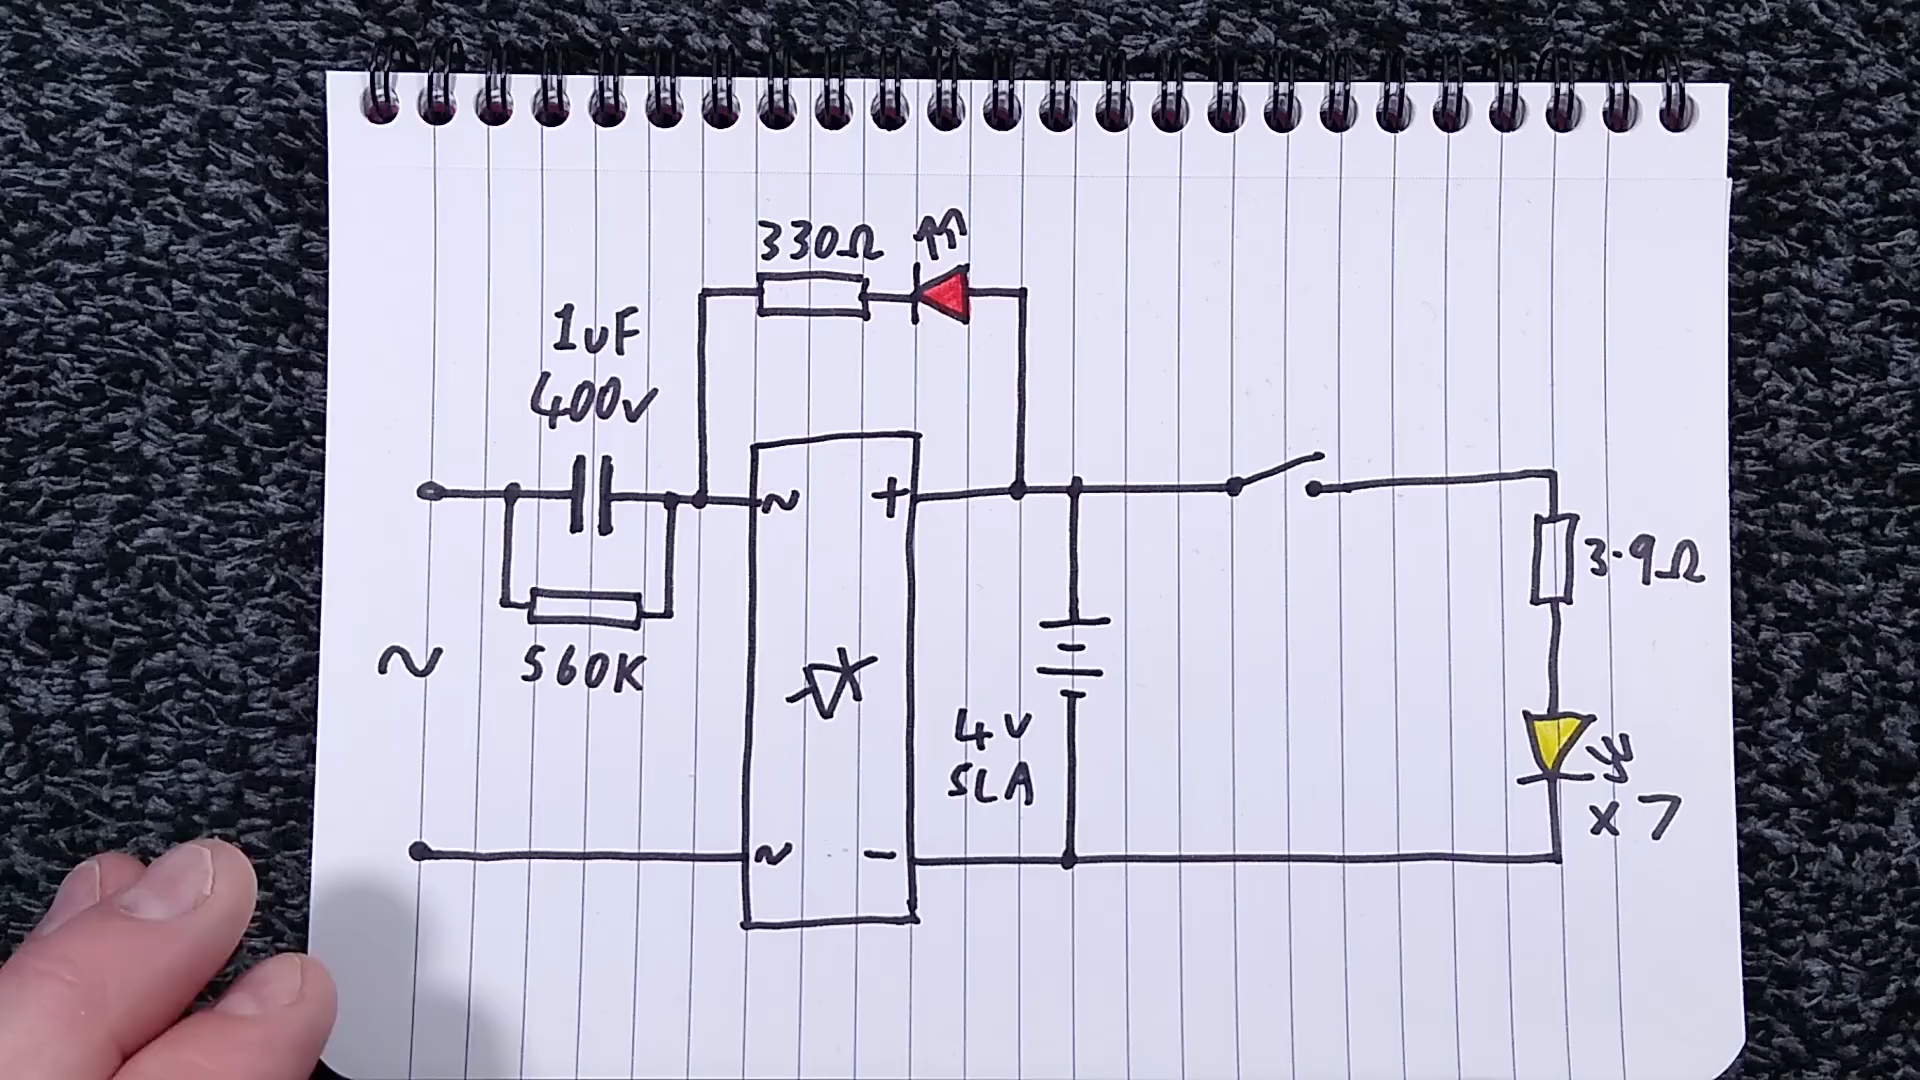 330Ω
1uF
400v
~ +
3.9Ω
~
560K
4V
SLA
x 7
~ -